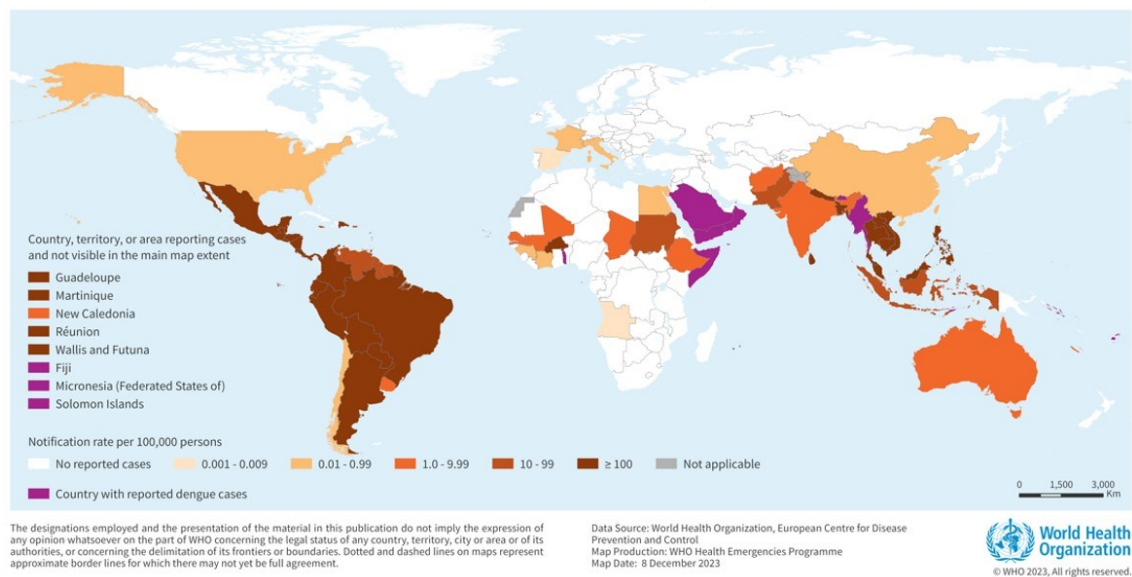 Country, territory, or area reporting cases
and not visible in the main map extent
Guadeloupe
Martinique
New Caledonia
Réunion
Wallis and Futuna
Fiji
Micronesia (Federated States of)
Solomon Islands
Notification rate per 100,000 persons
No reported cases
0.001 - 0.009
0.01 - 0.99
1.0 - 9.99
10 - 99
≥ 100
Not applicable
Country with reported dengue cases
0 1,500 3,000
Km
The designations employed and the presentation of the material in this publication do not imply the expression of
any opinion whatsoever on the part of WHO concerning the legal status of any country, territory, city or area or of its
authorities, or concerning the delimitation of its frontiers or boundaries. Dotted and dashed lines on maps represent
approximate border lines for which there may not yet be full agreement.
Data Source: World Health Organization, European Centre for Disease
Prevention and Control
Map Production: WHO Health Emergencies Programme
Map Date: 8 December 2023
World Health
Organization
© WHO 2023, All rights reserved.